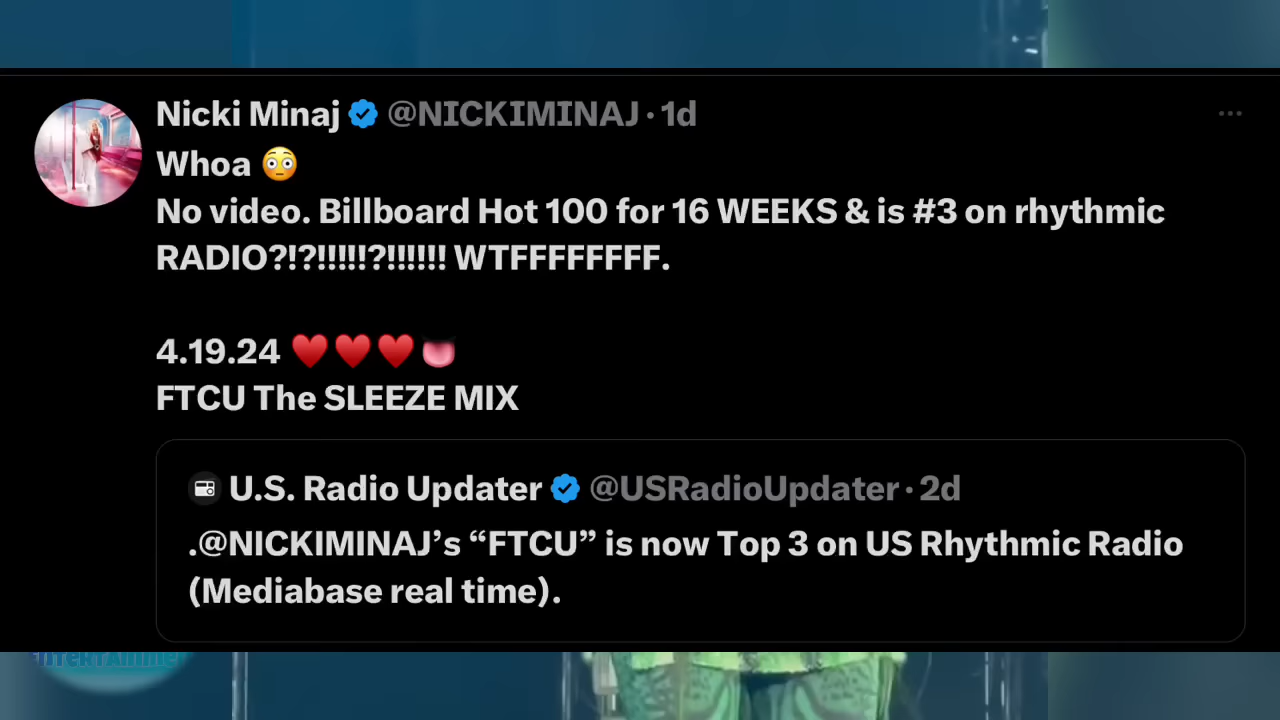 Nicki Minaj @NICKIMINAJ · 1d
Whoa 😳
No video. Billboard Hot 100 for 16 WEEKS & is #3 on rhythmic
RADIO?!?!!!!!?!!!!!! WTFFFFFFFF.
4.19.24 ♥️♥️♥️👅
FTCU The SLEEZE MIX
U.S. Radio Updater @USRadioUpdater · 2d
.@NICKIMINAJ’s “FTCU” is now Top 3 on US Rhythmic Radio
(Mediabase real time).